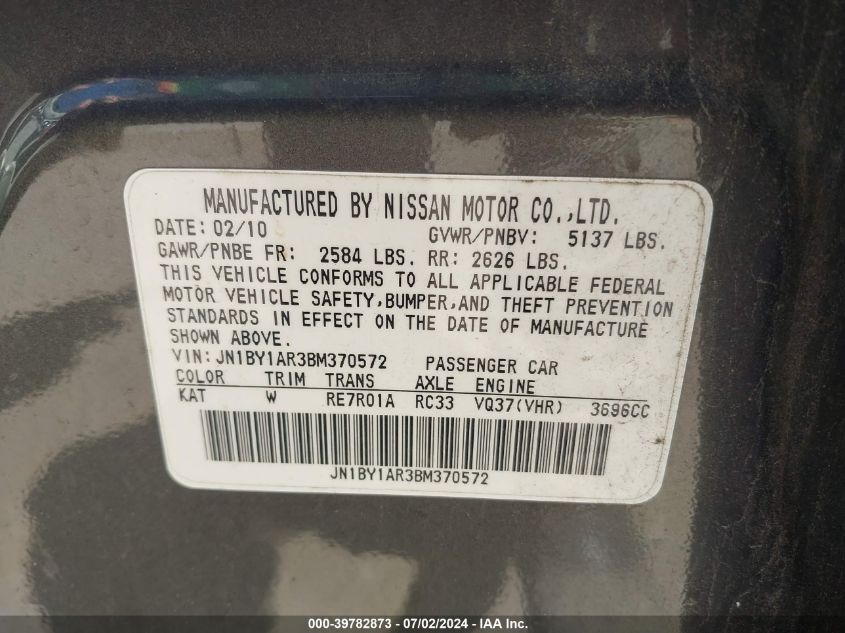 MANUFACTURED BY NISSAN MOTOR CO.,LTD.
DATE: 02/10 GVWR/PNBV: 5137 LBS.
GAWR/PNBE FR: 2584 LBS. RR: 2626 LBS.
THIS VEHICLE CONFORMS TO ALL APPLICABLE FEDERAL
MOTOR VEHICLE SAFETY,BUMPER,AND THEFT PREVENTION
STANDARDS IN EFFECT ON THE DATE OF MANUFACTURE
SHOWN ABOVE.
VIN: JN1BY1AR3BM370572 PASSENGER CAR
COLOR TRIM TRANS AXLE ENGINE
KAT W RE7R01A RC33 VQ37(VHR) 3696CC
JN1BY1AR3BM370572
000-39782873 - 07/02/2024 - IAA Inc.